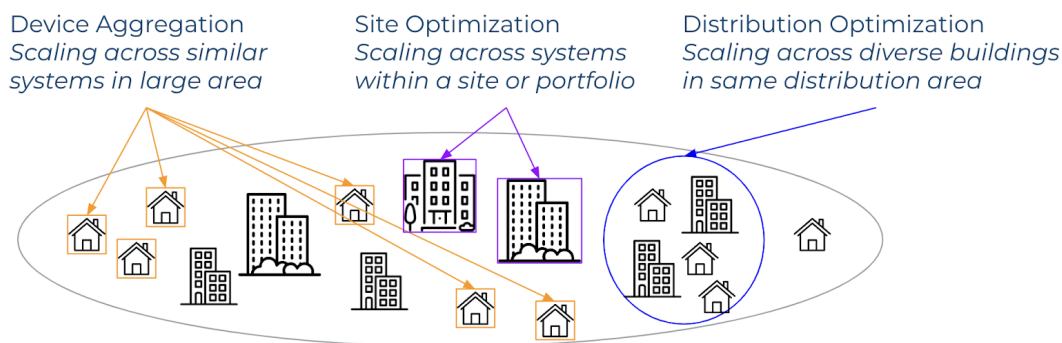 Device Aggregation
Scaling across similar
systems in large area
Site Optimization
Scaling across systems
within a site or portfolio
Distribution Optimization
Scaling across diverse buildings
in same distribution area